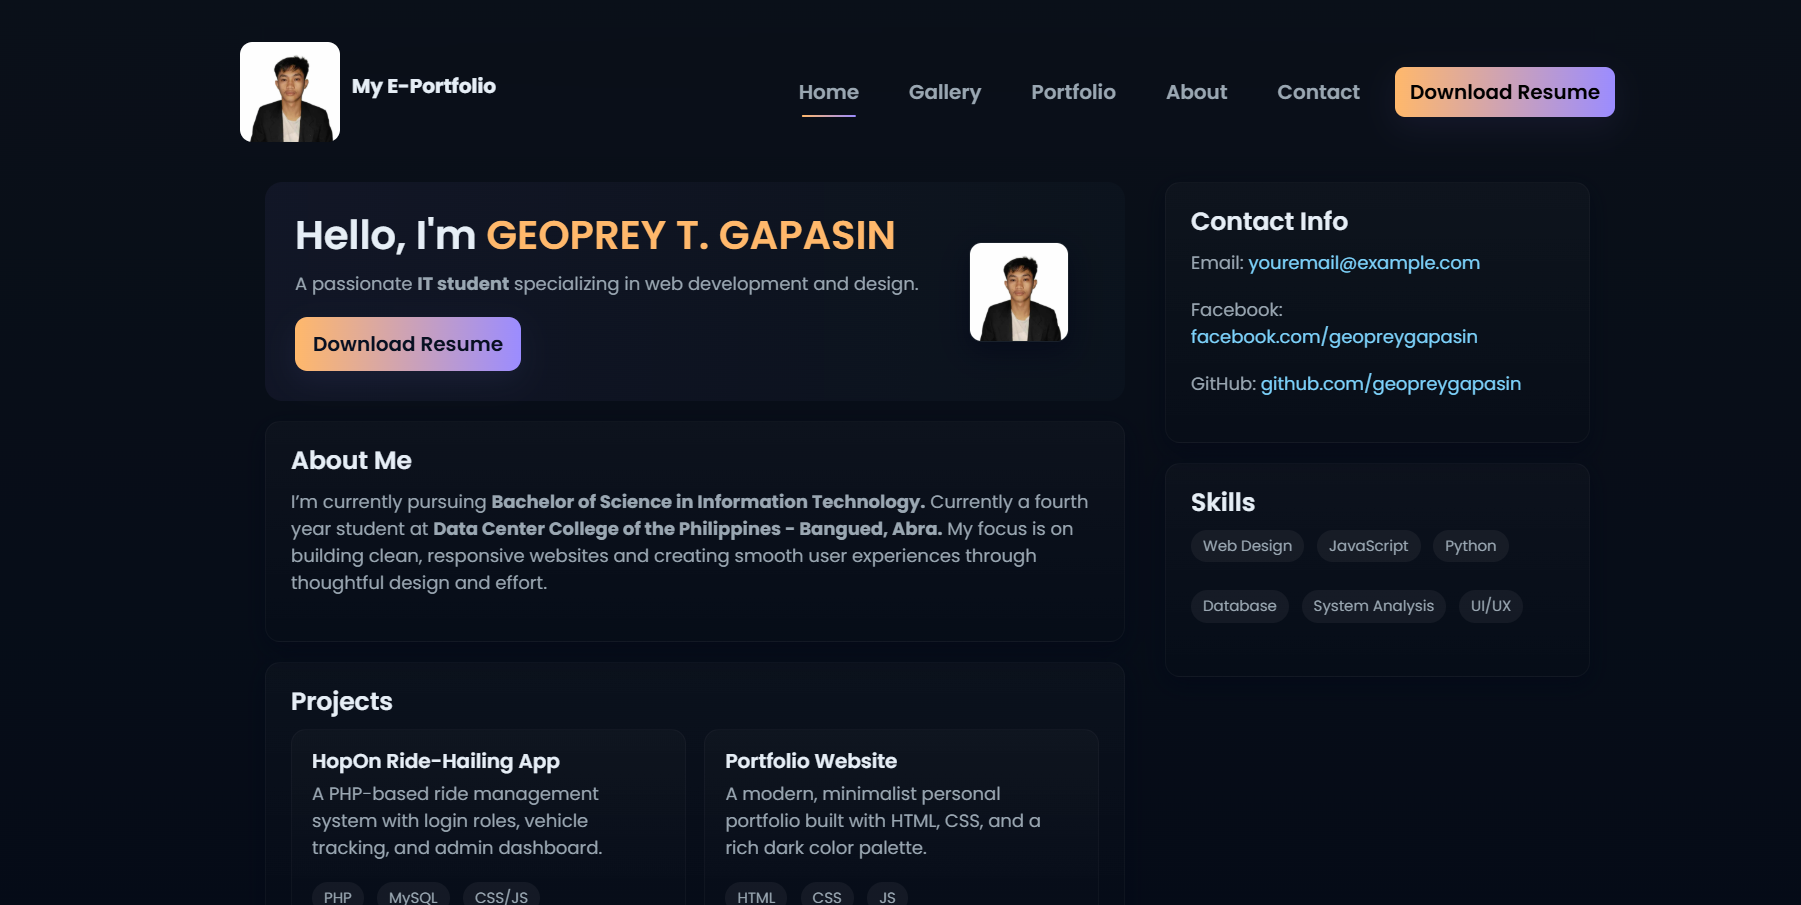 My E-Portfolio
Home
Gallery
Portfolio
About
Contact
Download Resume
Hello, I'm GEOPREY T. GAPASIN
A passionate IT student specializing in web development and design.
Download Resume
About Me
I’m currently pursuing Bachelor of Science in Information Technology. Currently a fourth
year student at Data Center College of the Philippines - Bangued, Abra. My focus is on
building clean, responsive websites and creating smooth user experiences through
thoughtful design and effort.
Projects
HopOn Ride-Hailing App
A PHP-based ride management
system with login roles, vehicle
tracking, and admin dashboard.
PHP
MySQL
CSS/JS
Portfolio Website
A modern, minimalist personal
portfolio built with HTML, CSS, and a
rich dark color palette.
HTML
CSS
JS
Contact Info
Email: youremail@example.com
Facebook:
facebook.com/geopreygapasin
GitHub: github.com/geopreygapasin
Skills
Web Design
JavaScript
Python
Database
System Analysis
UI/UX